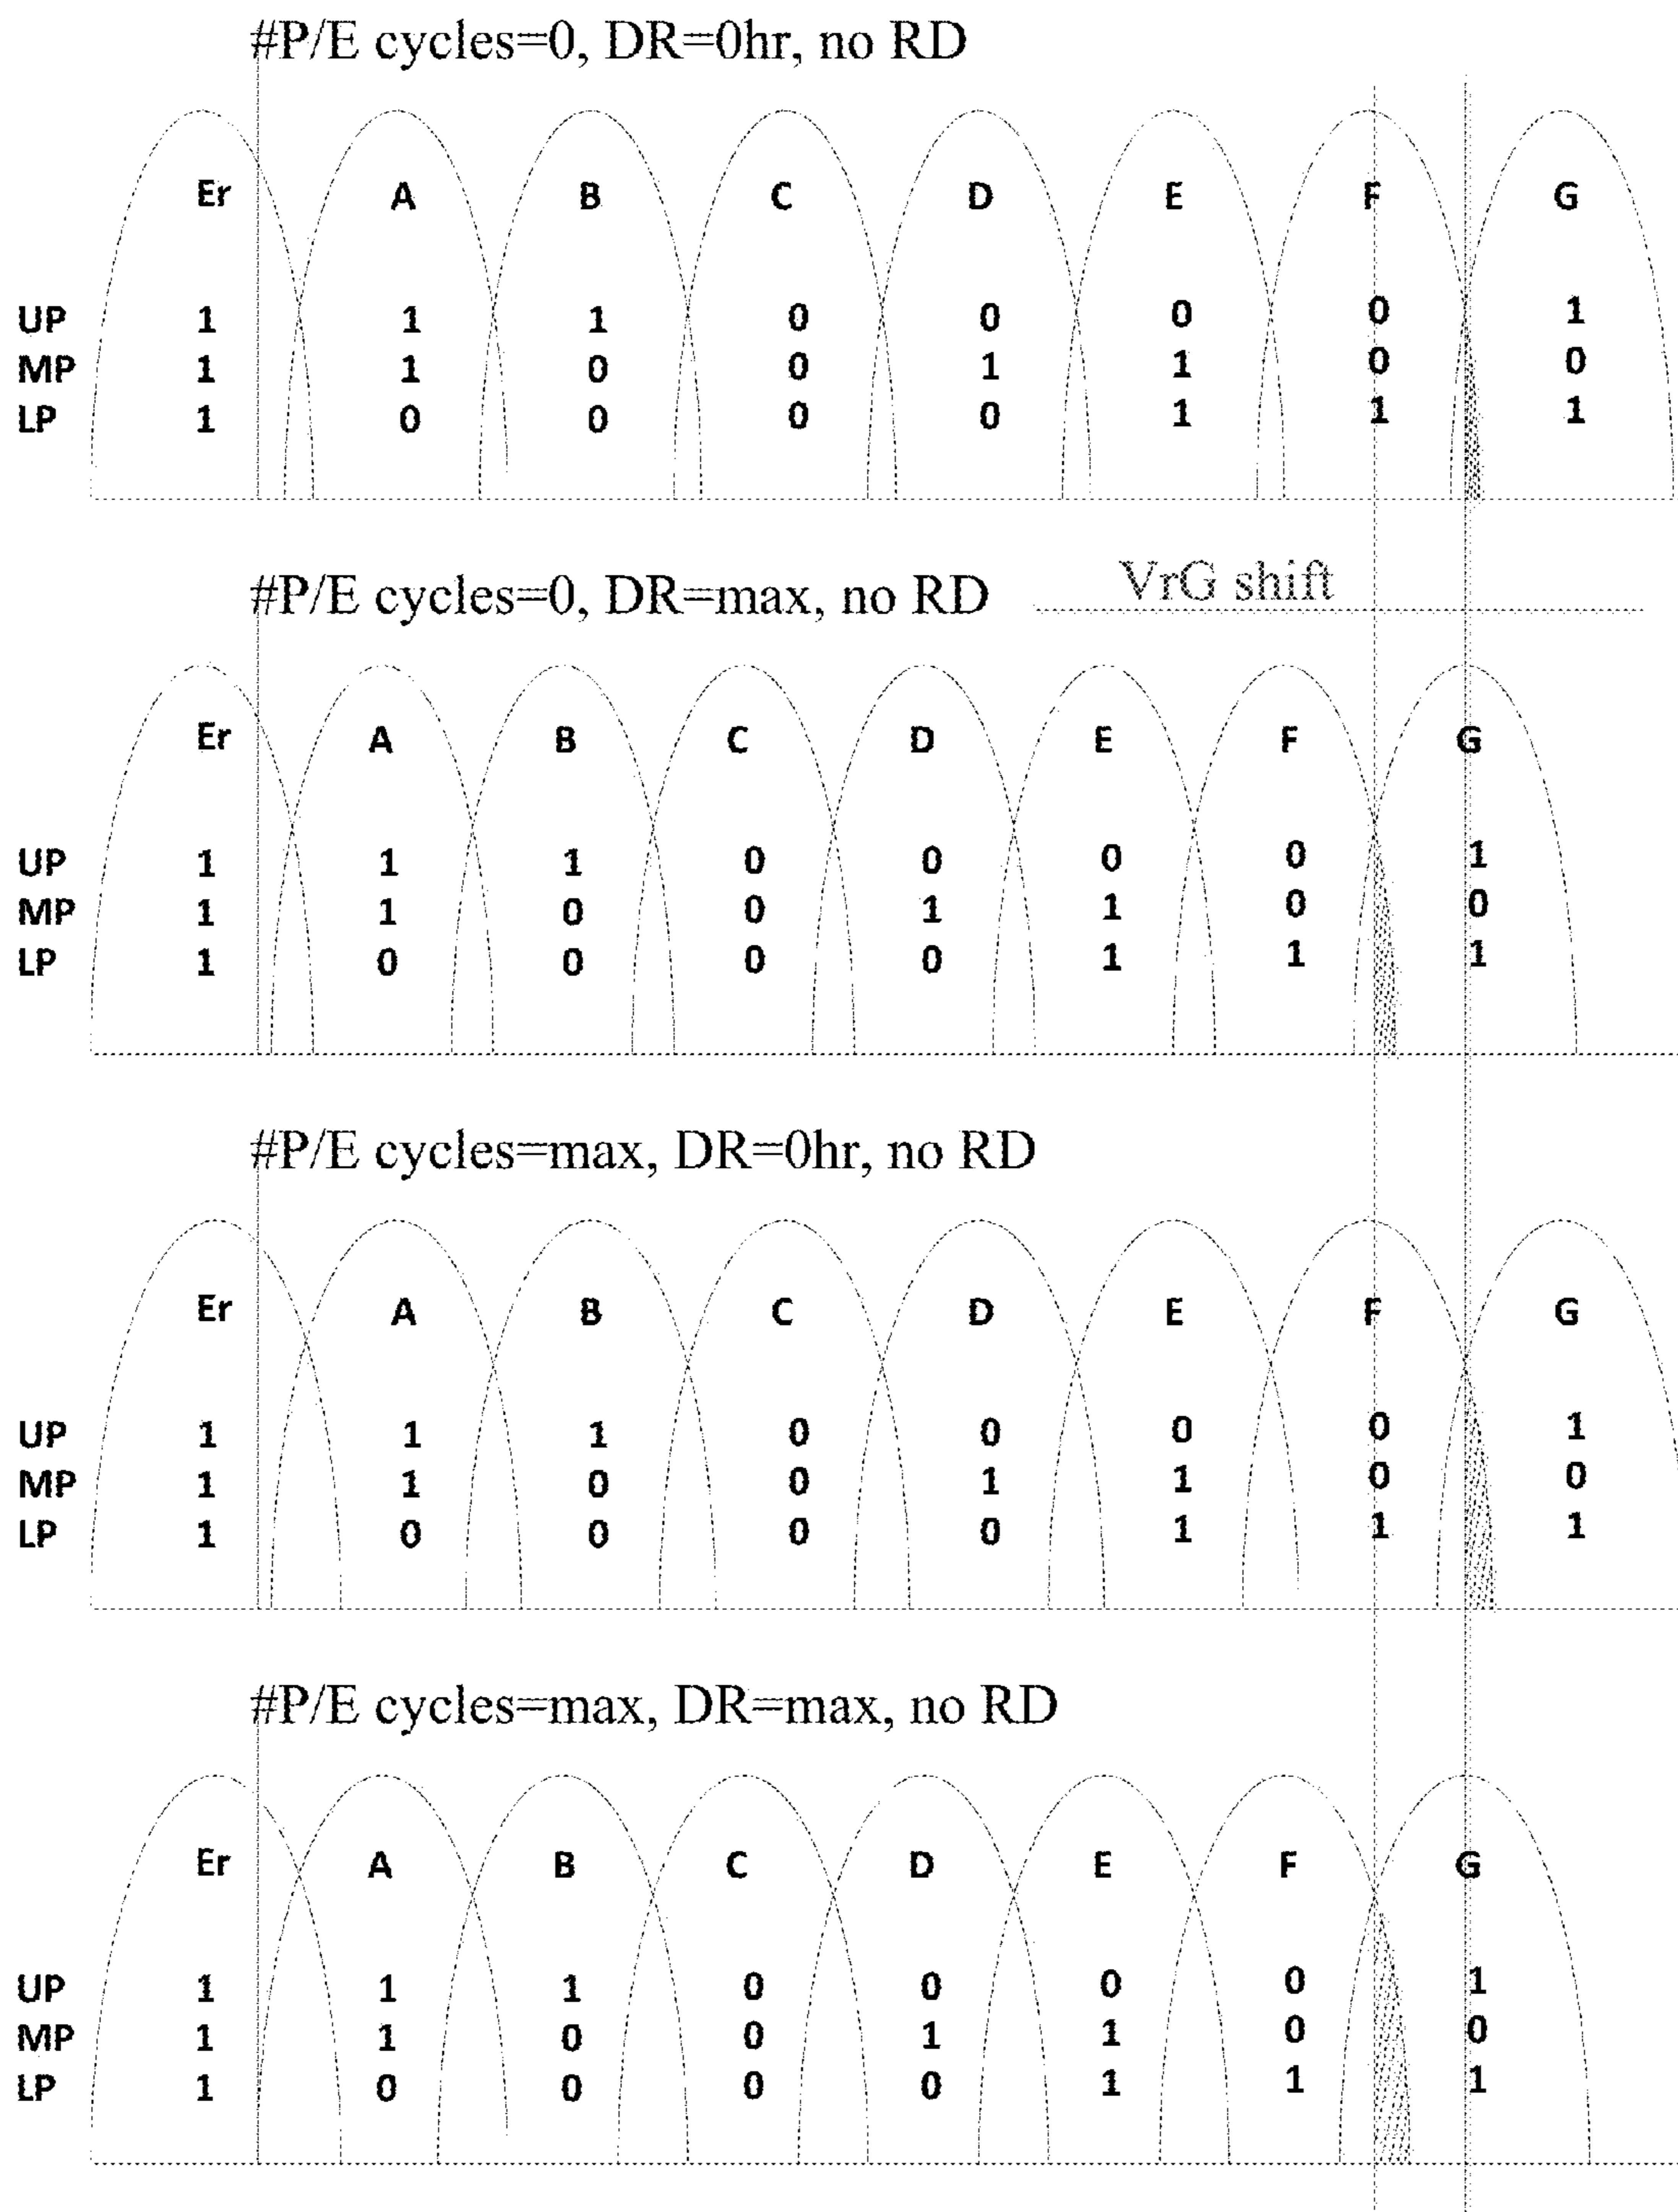 #P/E cycles=0, DR=0hr, no RD
Er A B C D E F G
UP 1 1 1 0 0 0 0 1
MP 1 1 0 0 1 1 0 0
LP 1 0 0 0 0 1 1 1
#P/E cycles=0, DR=max, no RD VrG shift
Er A B C D E F G
UP 1 1 1 0 0 0 0 1
MP 1 1 0 0 1 1 0 0
LP 1 0 0 0 0 1 1 1
#P/E cycles=max, DR=0hr, no RD
Er A B C D E F G
UP 1 1 1 0 0 0 0 1
MP 1 1 0 0 1 1 0 0
LP 1 0 0 0 0 1 1 1
#P/E cycles=max, DR=max, no RD
Er A B C D E F G
UP 1 1 1 0 0 0 0 1
MP 1 1 0 0 1 1 0 0
LP 1 0 0 0 0 1 1 1